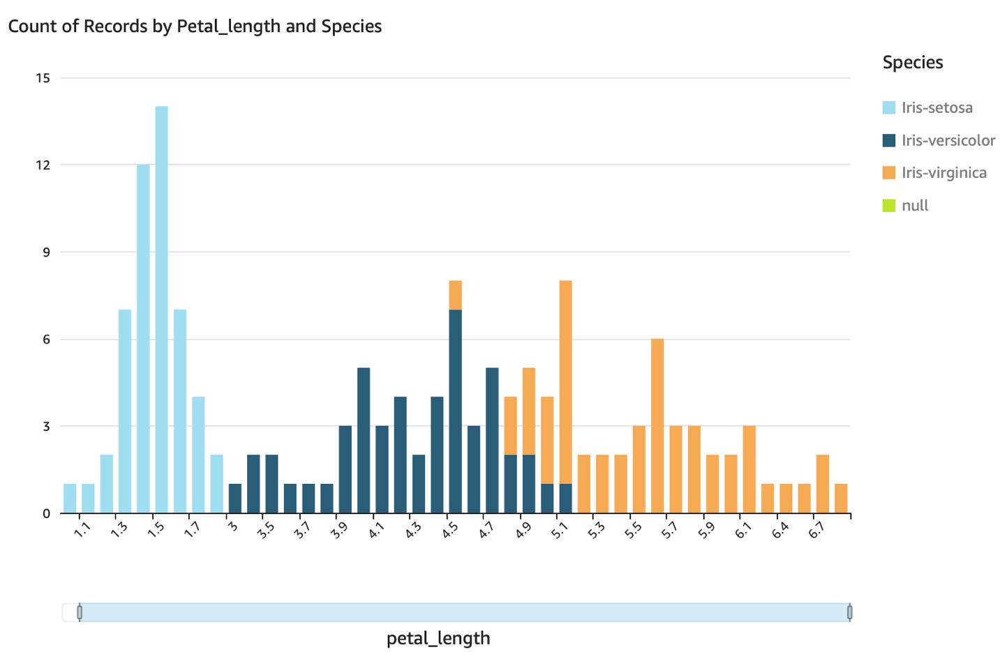 Count of Records by Petal_length and Species
Species
Iris-setosa
Iris-versicolor
Iris-virginica
null
15
12
9
6
3
0
1.1 1.3 1.5 1.7 3 3.5 3.7 3.9 4.1 4.3 4.5 4.7 4.9 5.1 5.3 5.5 5.7 5.9 6.1 6.4 6.7
petal_length